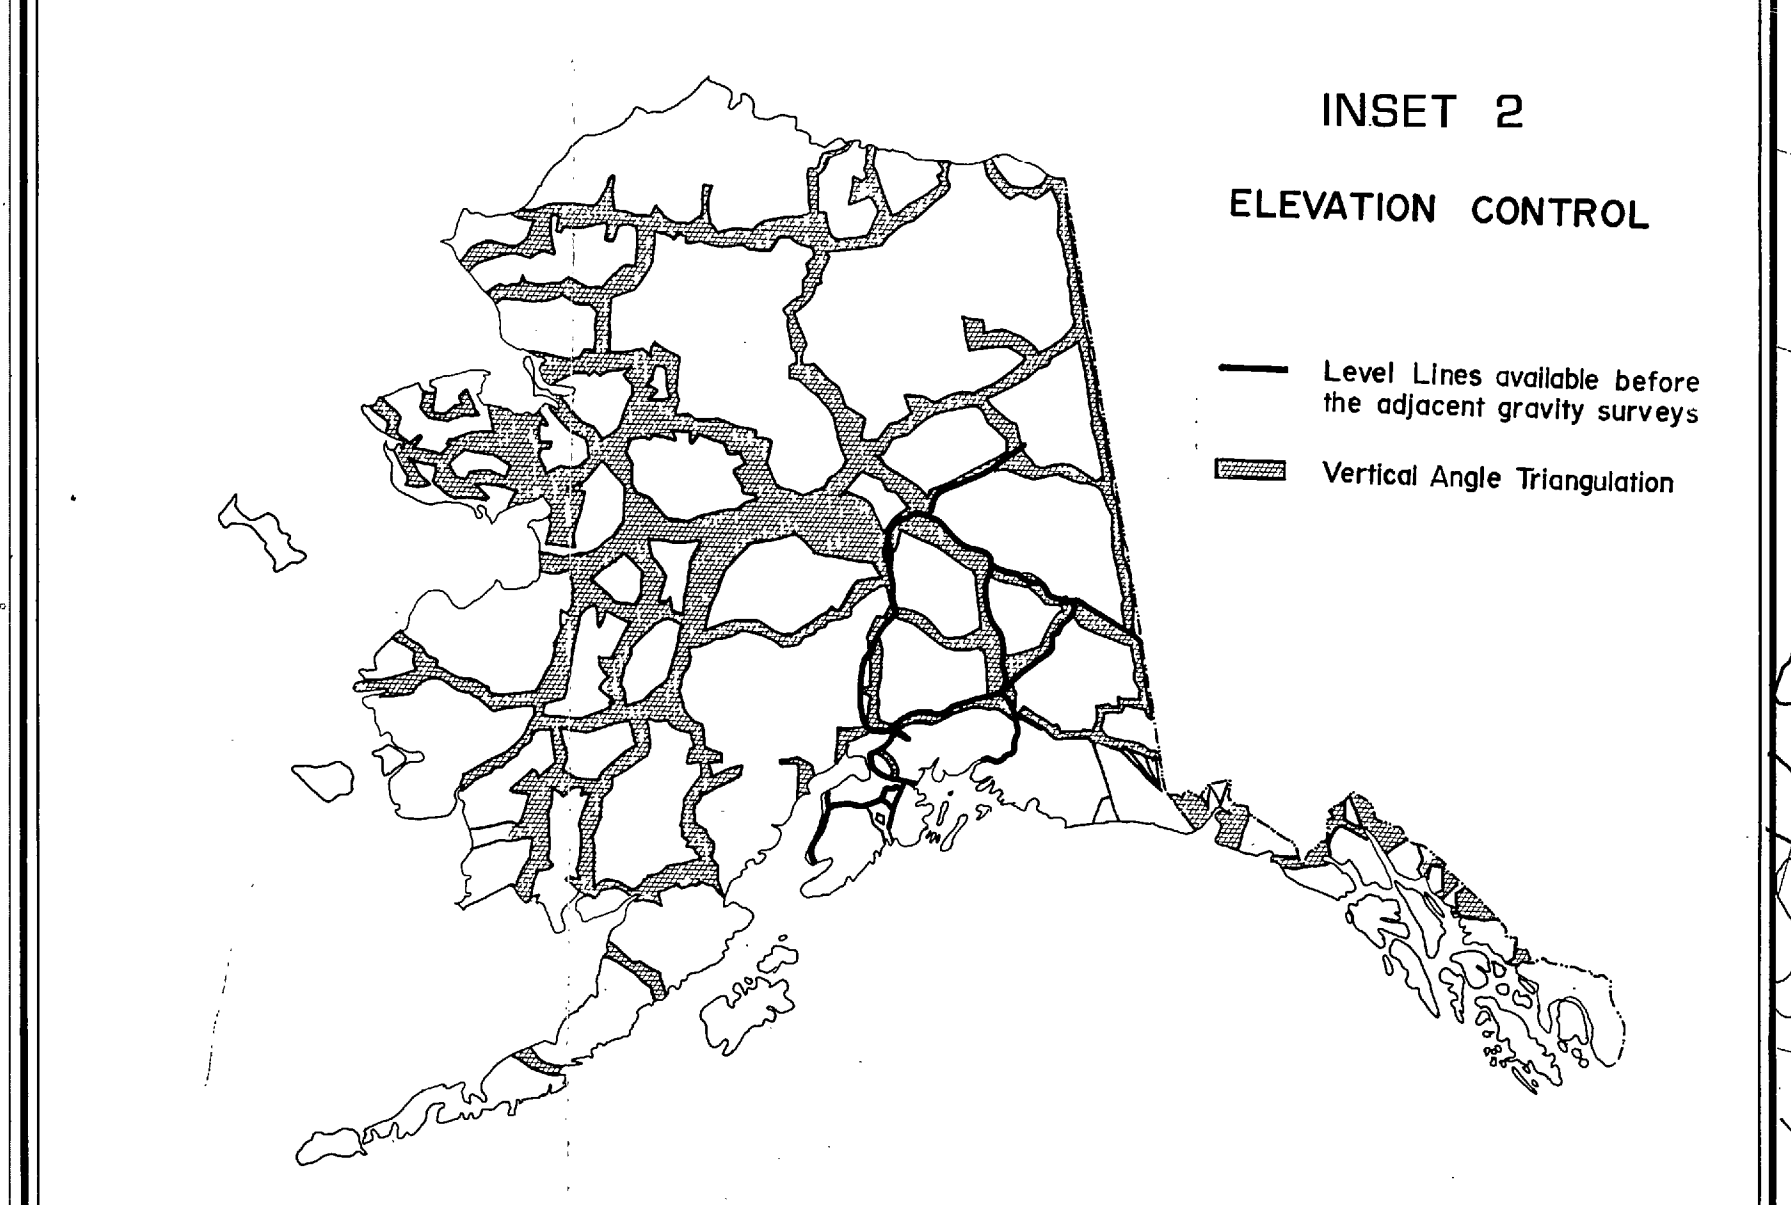 INSET 2
ELEVATION CONTROL
Level Lines available before
the adjacent gravity surveys
Vertical Angle Triangulation